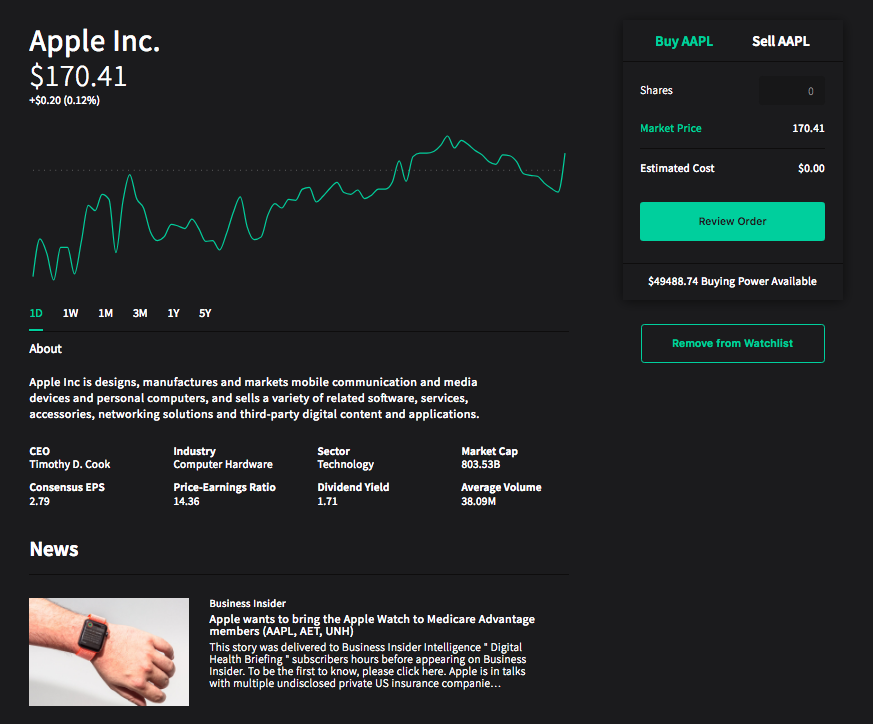 Apple Inc.
$170.41
+$0.20 (0.12%)
1D 1W 1M 3M 1Y 5Y
About
Apple Inc is designs, manufactures and markets mobile communication and media
devices and personal computers, and sells a variety of related software, services,
accessories, networking solutions and third-party digital content and applications.
CEO Industry Sector Market Cap
Timothy D. Cook Computer Hardware Technology 803.53B
Consensus EPS Price-Earnings Ratio Dividend Yield Average Volume
2.79 14.36 1.71 38.09M
News
Business Insider
Apple wants to bring the Apple Watch to Medicare Advantage
members (AAPL, AET, UNH)
This story was delivered to Business Insider Intelligence " Digital
Health Briefing " subscribers hours before appearing on Business
Insider. To be the first to know, please click here. Apple is in talks
with multiple undisclosed private US insurance companie…
Buy AAPL Sell AAPL
Shares 0
Market Price 170.41
Estimated Cost $0.00
Review Order
$49488.74 Buying Power Available
Remove from Watchlist